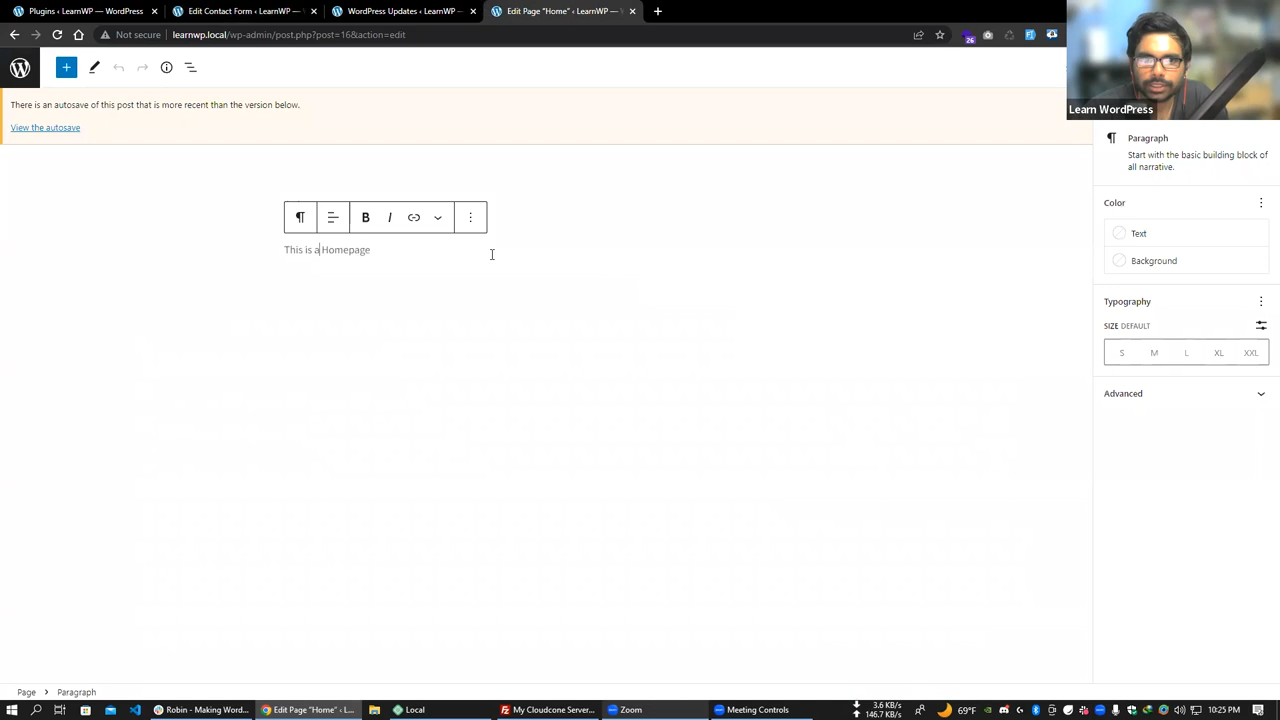 Plugins ‹ LearnWP — WordPress
Edit Contact Form ‹ LearnWP —
WordPress Updates ‹ LearnWP —
Edit Page “Home” ‹ LearnWP —
Not secure
learnwp.local/wp-admin/post.php?post=16&action=edit
26
Learn WordPress
There is an autosave of this post that is more recent than the version below.
View the autosave
Paragraph
Start with the basic building block of
all narrative.
Color
Text
Background
B I
This is a Homepage
Typography
SIZE DEFAULT
S M L XL XXL
Advanced
Page
Paragraph
Robin - Making Wor...
Edit Page “Home” ‹ L...
Local
My Cloudcone Server...
Zoom
Meeting Controls
3.6 KB/s
146.7 KB/s
69°F
10:25 PM